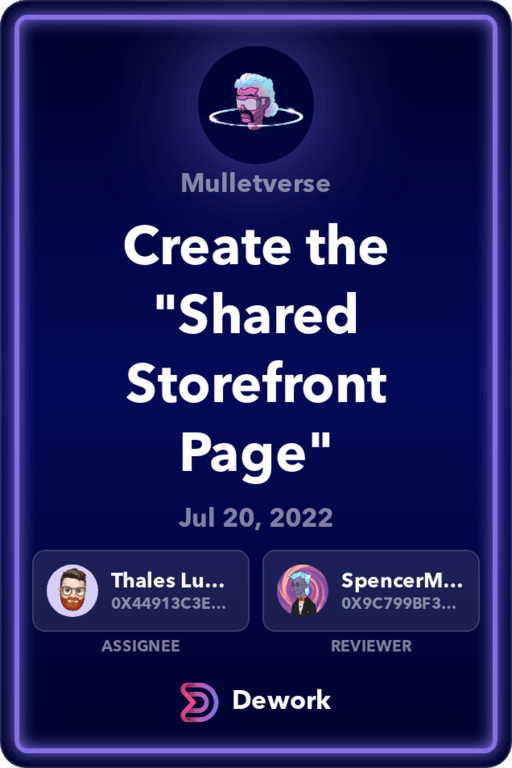 Mulletverse
Create the
"Shared
Storefront
Page"
Jul 20, 2022
Thales Lu...
0X44913C3E...
SpencerM...
0X9C799BF3...
ASSIGNEE
REVIEWER
Dework